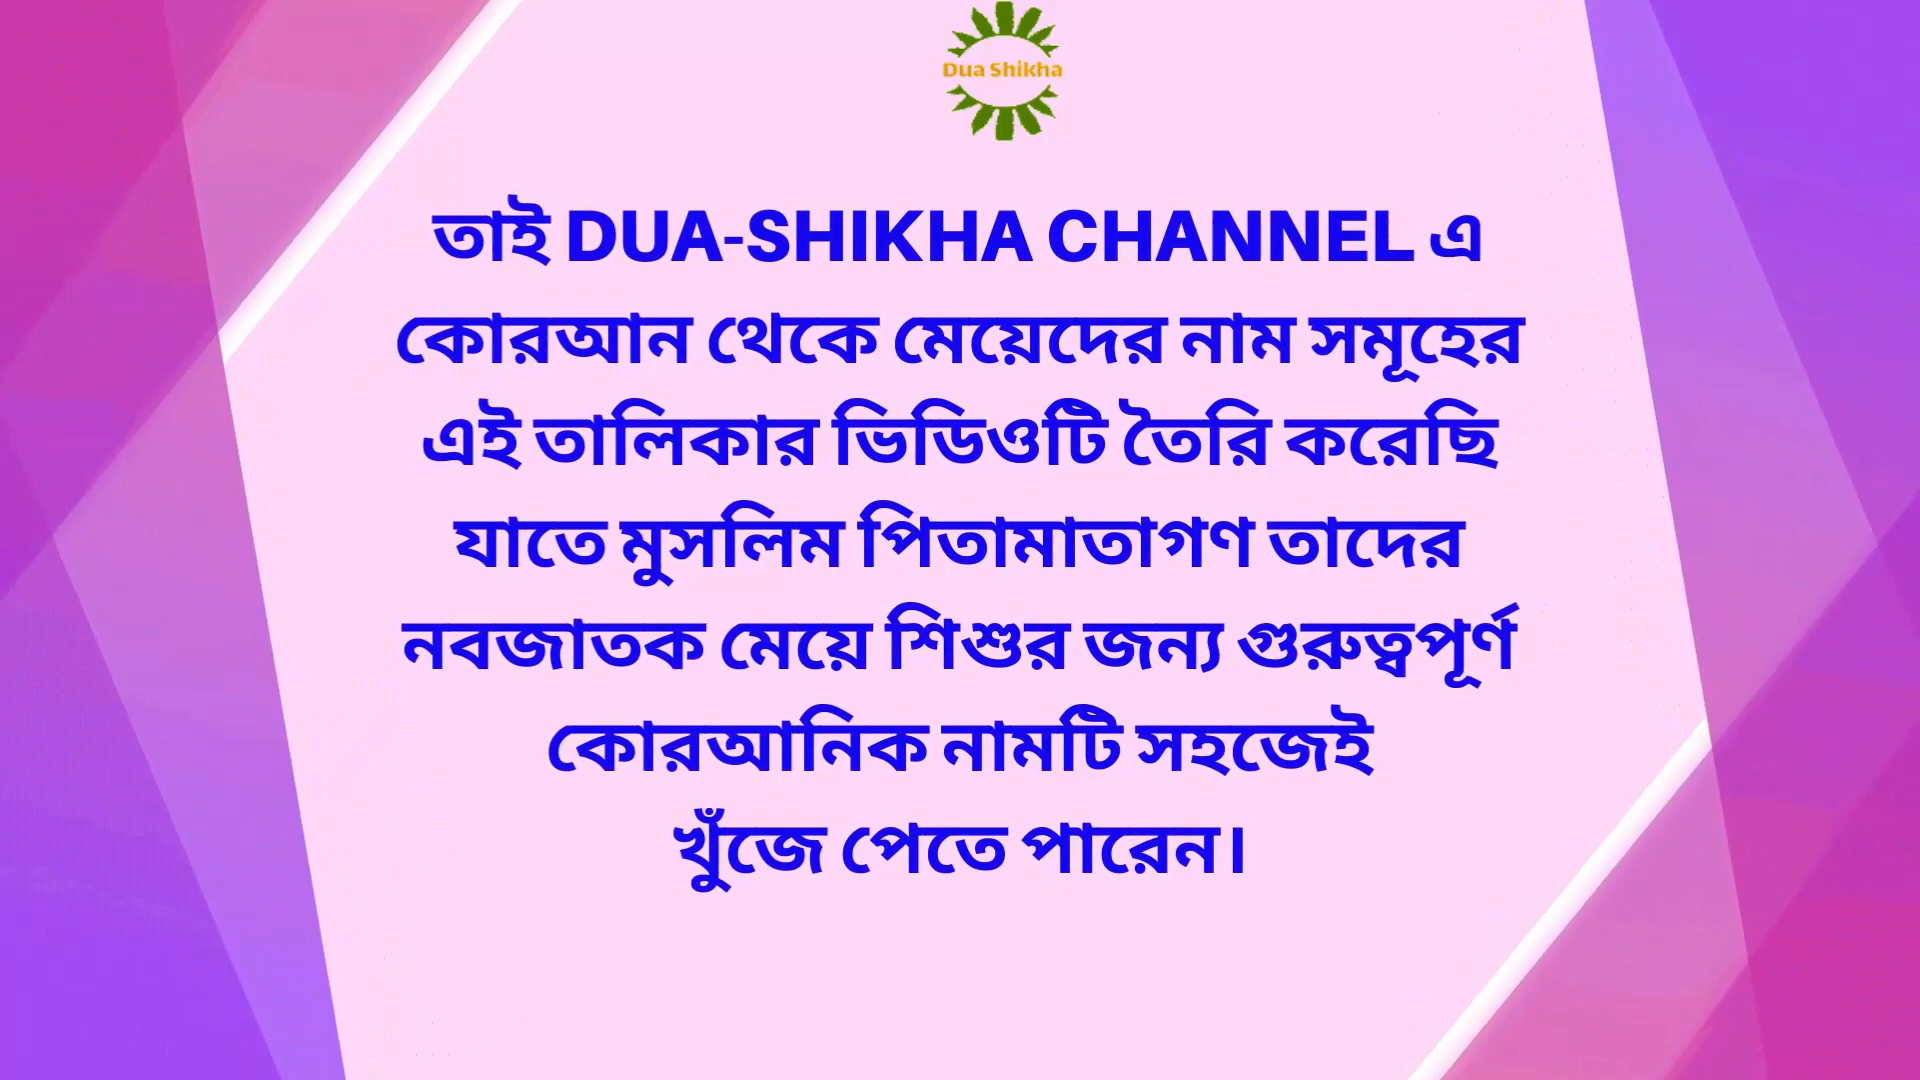 Dua Shikha
তাই DUA-SHIKHA CHANNEL এ
কোরআন থেকে মেয়েদের নাম সমূহের
এই তালিকার ভিডিওটি তৈরি করেছি
যাতে মুসলিম পিতামাতাগণ তাদের
নবজাতক মেয়ে শিশুর জন্য গুরুত্বপূর্ণ
কোরআনিক নামটি সহজেই
খুঁজে পেতে পারেন।